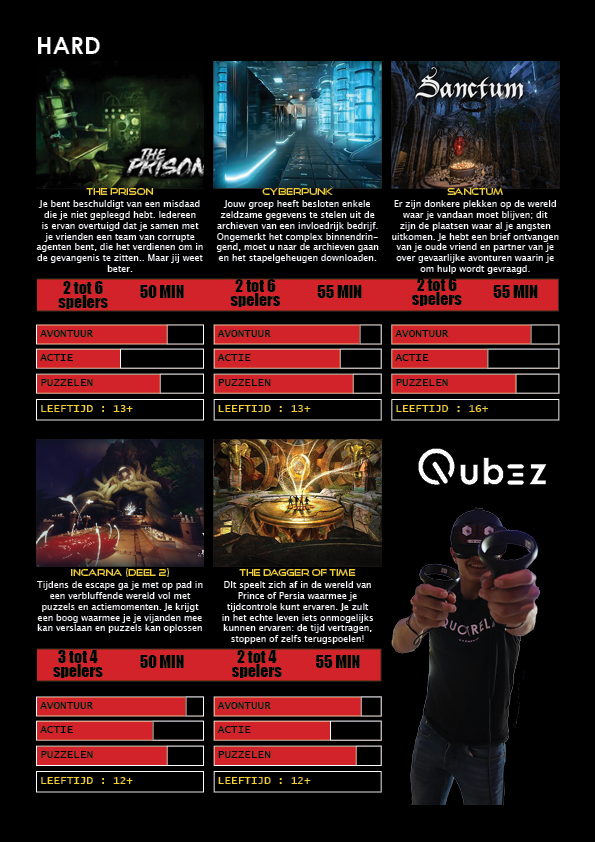 HARD
THE PRISON
THE PRISON
Je bent beschuldigt van een misdaad
die je niet gepleegd hebt. Iedereen
is ervan overtuigd dat je samen met
je vrienden een team van corrupte
agenten bent, die het verdienen om in
de gevangenis te zitten.. Maar jij weet
beter.
2 tot 6
spelers
50 MIN
AVONTUUR
ACTIE
PUZZELEN
LEEFTIJD : 13+
CYBERPUNK
Jouw groep heeft besloten enkele
zeldzame gegevens te stelen uit de
archieven van een invloedrijk bedrijf.
Ongemerkt het complex binnendrin-
gend, moet u naar de archieven gaan
en het stapelgeheugen downloaden.
2 tot 6
spelers
55 MIN
AVONTUUR
ACTIE
PUZZELEN
LEEFTIJD : 13+
Sanctum
SANCTUM
Er zijn donkere plekken op de wereld
waar je vandaan moet blijven; dit
zijn de plaatsen waar al je angsten
uitkomen. Je hebt een brief ontvangen
van je oude vriend en partner van je
over gevaarlijke avonturen waarin je
om hulp wordt gevraagd.
2 tot 6
spelers
55 MIN
AVONTUUR
ACTIE
PUZZELEN
LEEFTIJD : 16+
INCARNA (DEEL 2)
Tijdens de escape ga je met op pad in
een verbluffende wereld vol met
puzzels en actiemomenten. Je krijgt
een boog waarmee je je vijanden mee
kan verslaan en puzzels kan oplossen
3 tot 4
spelers
50 MIN
AVONTUUR
ACTIE
PUZZELEN
LEEFTIJD : 12+
THE DAGGER OF TIME
DIt speelt zich af in de wereld van
Prince of Persia waarmee je
tijdcontrole kunt ervaren. Je zult
in het echte leven iets onmogelijks
kunnen ervaren: de tijd vertragen,
stoppen of zelfs terugspoelen!
2 tot 4
spelers
55 MIN
AVONTUUR
ACTIE
PUZZELEN
LEEFTIJD : 12+
Qubez